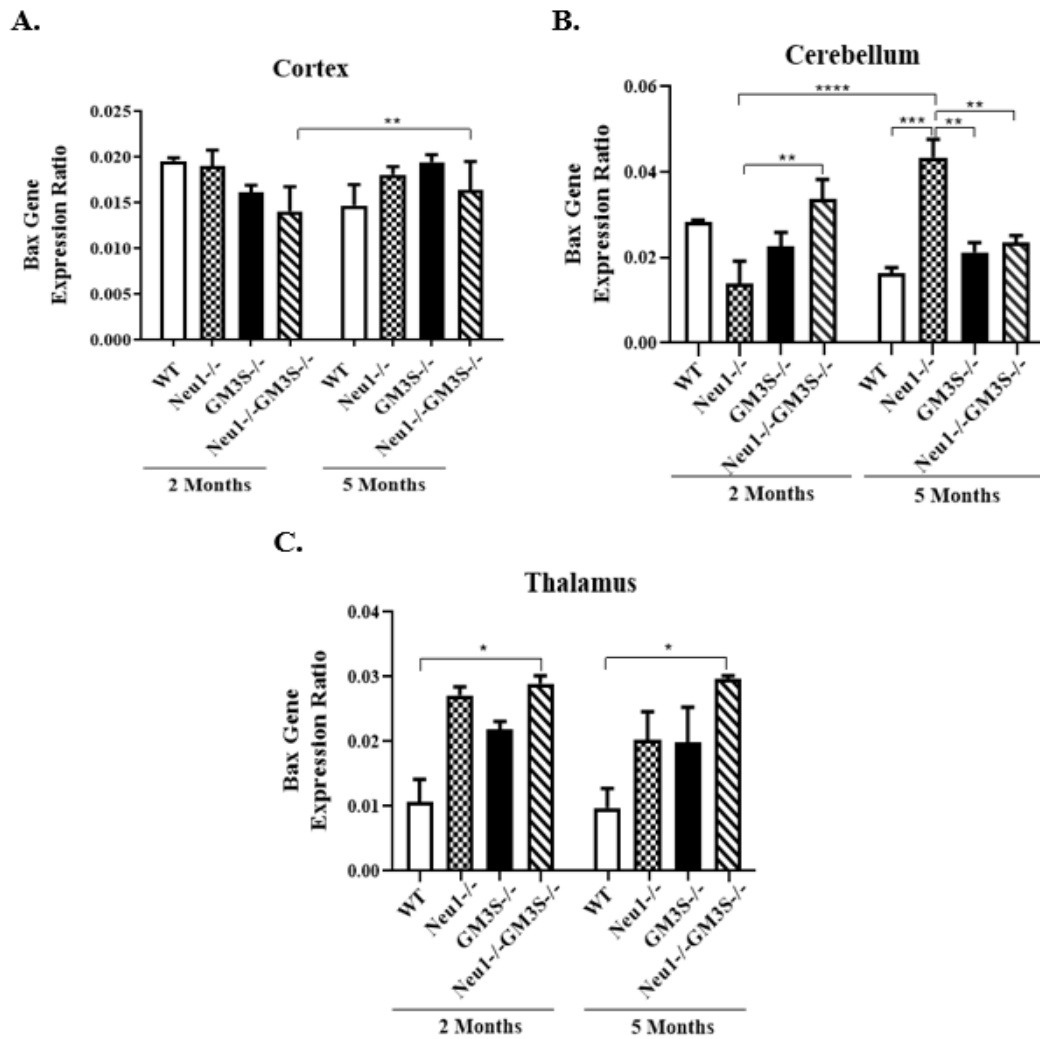 A.
Cortex
Bax Gene
Expression Ratio
0.025
0.020
0.015
0.010
0.005
0.000
**
WT
Neu1-/-
GM3S-/-
Neu1-/-GM3S-/-
WT
Neu1-/-
GM3S-/-
Neu1-/-GM3S-/-
2 Months
5 Months
B.
Cerebellum
Bax Gene
Expression Ratio
0.06
0.04
0.02
0.00
****
**
***
**
**
WT
Neu1-/-
GM3S-/-
Neu1-/-GM3S-/-
WT
Neu1-/-
GM3S-/-
Neu1-/-GM3S-/-
2 Months
5 Months
C.
Thalamus
Bax Gene
Expression Ratio
0.04
0.03
0.02
0.01
0.00
*
*
WT
Neu1-/-
GM3S-/-
Neu1-/-GM3S-/-
WT
Neu1-/-
GM3S-/-
Neu1-/-GM3S-/-
2 Months
5 Months